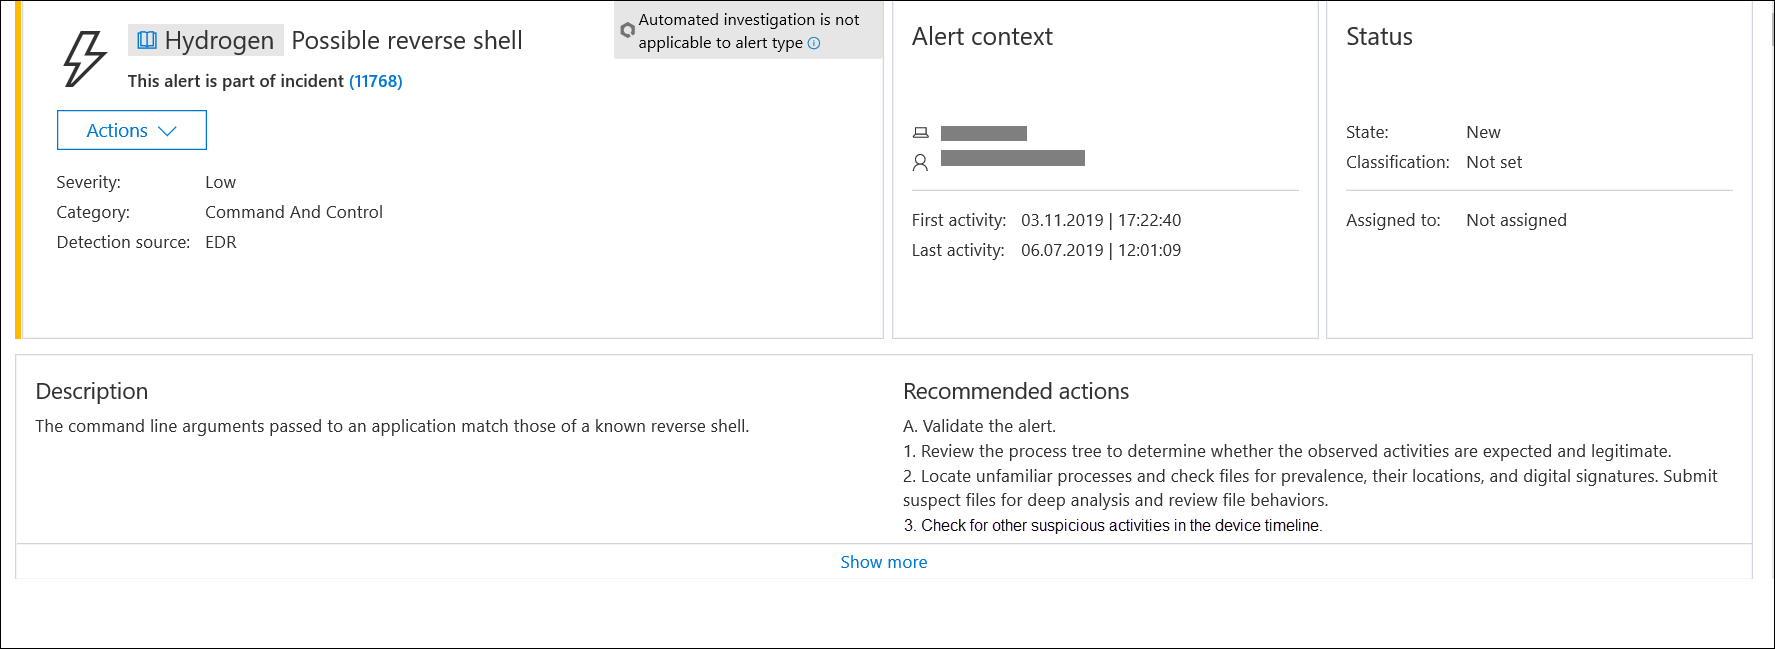 Hydrogen Possible reverse shell
This alert is part of incident (11768)
Automated investigation is not
applicable to alert type
Actions
Severity: Low
Category: Command And Control
Detection source: EDR
Alert context
First activity: 03.11.2019 | 17:22:40
Last activity: 06.07.2019 | 12:01:09
Status
State: New
Classification: Not set
Assigned to: Not assigned
Description
The command line arguments passed to an application match those of a known reverse shell.
Recommended actions
A. Validate the alert.
1. Review the process tree to determine whether the observed activities are expected and legitimate.
2. Locate unfamiliar processes and check files for prevalence, their locations, and digital signatures. Submit
suspect files for deep analysis and review file behaviors.
3. Check for other suspicious activities in the device timeline.
Show more